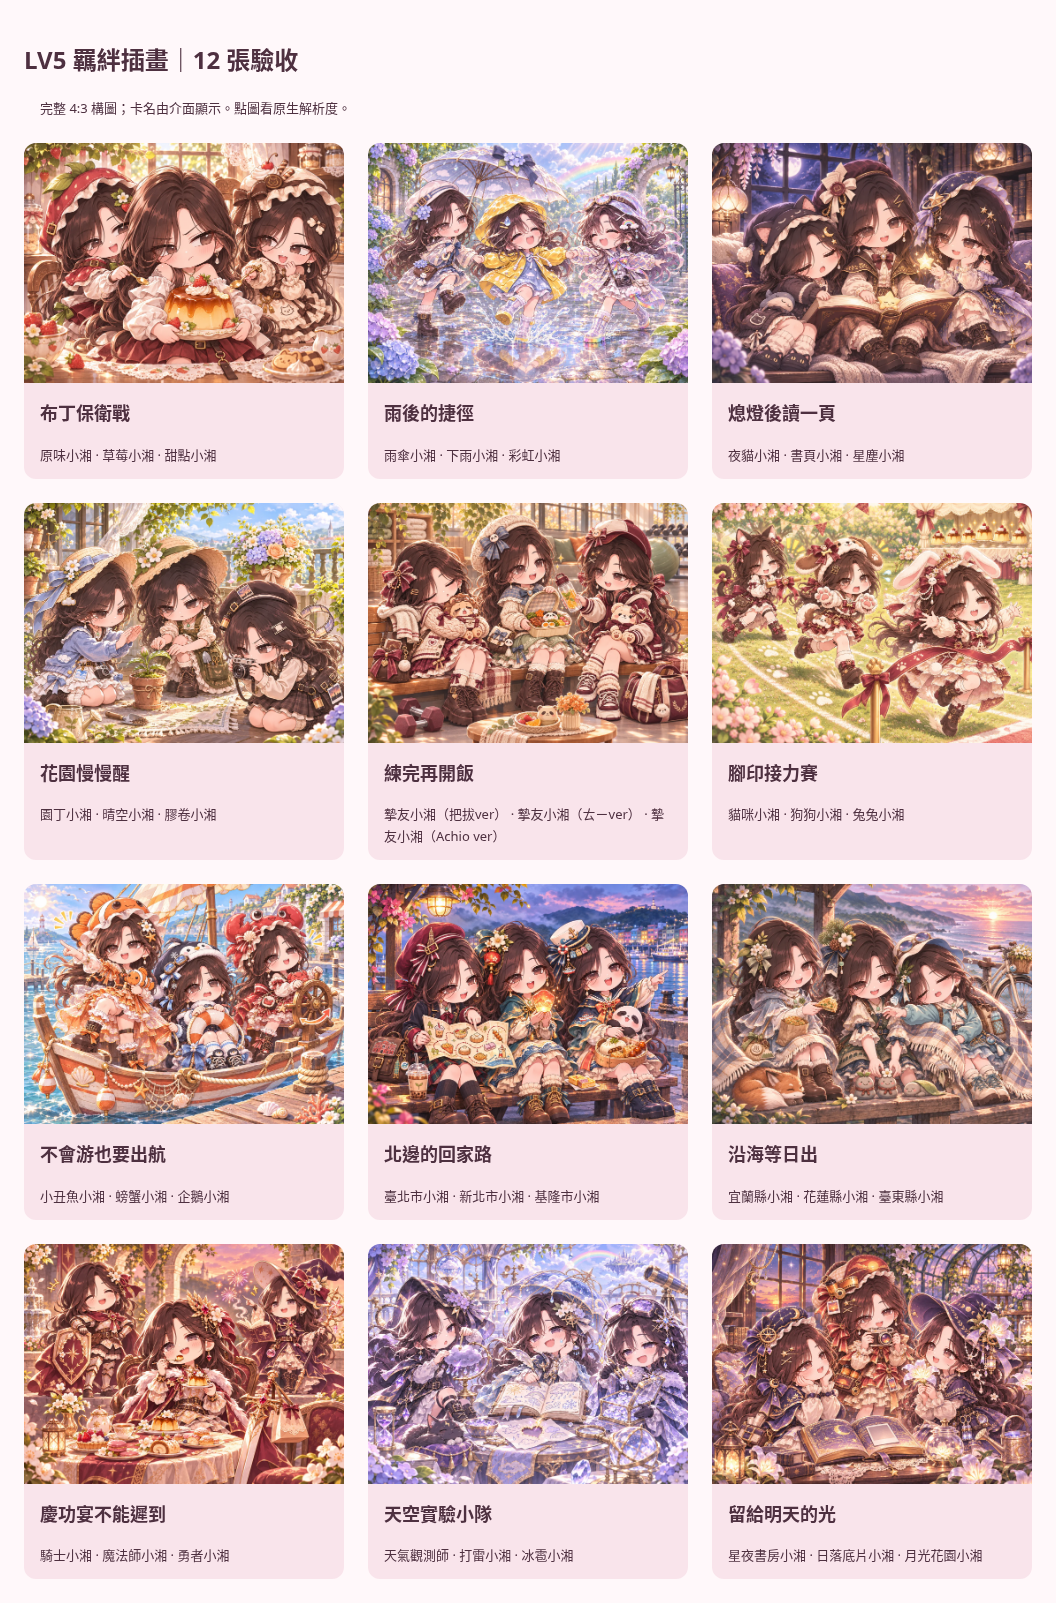 LV5 羈絆插畫｜12 張驗收
完整 4:3 構圖；卡名由介面顯示。點圖看原生解析度。
布丁保衛戰
原味小湘 · 草莓小湘 · 甜點小湘
雨後的捷徑
雨傘小湘 · 下雨小湘 · 彩虹小湘
熄燈後讀一頁
夜貓小湘 · 書頁小湘 · 星塵小湘
花園慢慢醒
園丁小湘 · 晴空小湘 · 膠卷小湘
練完再開飯
摯友小湘（把拔ver） · 摯友小湘（ㄊㄧver） · 摯
友小湘（Achio ver）
腳印接力賽
貓咪小湘 · 狗狗小湘 · 兔兔小湘
不會游也要出航
小丑魚小湘 · 螃蟹小湘 · 企鵝小湘
北邊的回家路
臺北市小湘 · 新北市小湘 · 基隆市小湘
沿海等日出
宜蘭縣小湘 · 花蓮縣小湘 · 臺東縣小湘
慶功宴不能遲到
騎士小湘 · 魔法師小湘 · 勇者小湘
天空實驗小隊
天氣觀測師 · 打雷小湘 · 冰雹小湘
留給明天的光
星夜書房小湘 · 日落底片小湘 · 月光花園小湘